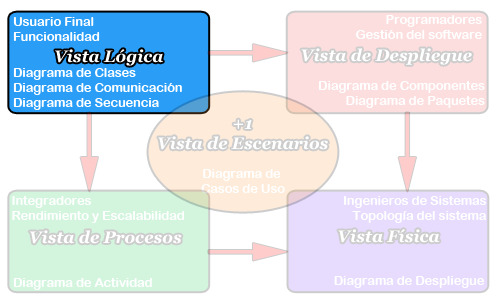 Usuario Final
Funcionalidad
Vista Lógica
Diagrama de Clases
Diagrama de Comunicación
Diagrama de Secuencia
Programadores
Gestión del software
Vista de Despliegue
Diagrama de Componentes
Diagrama de Paquetes
+1
Vista de Escenarios
Diagrama de
Casos de Uso
Integradores
Rendimiento y Escalabilidad
Vista de Procesos
Diagrama de Actividad
Ingenieros de Sistemas
Topología del sistema
Vista Física
Diagrama de Despliegue